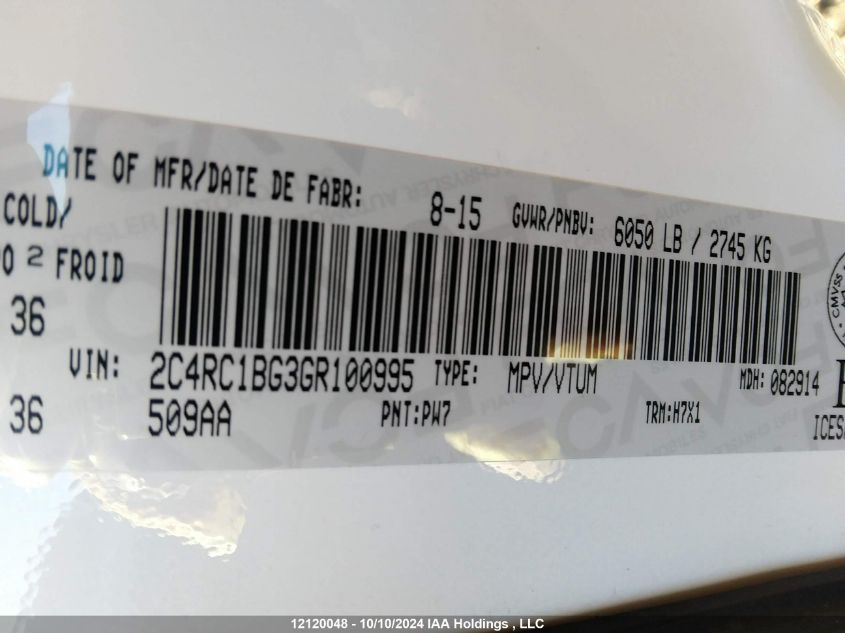 DATE OF MFR/DATE DE FABR: 8-15 GVWR/PNBV: 6050 LB / 2745 KG
COLD/
2 FROID
36
VIN: 2C4RC1BG3GR100995 TYPE: MPV/VTUM MDH: 082914
36 509AA PNT:PW7 TRM:H7X1
CMVSS
12120048 - 10/10/2024 IAA Holdings , LLC